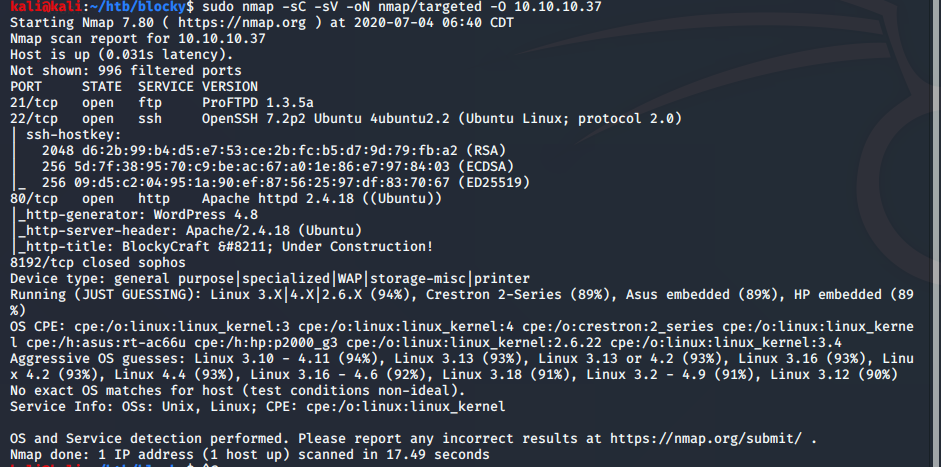 kali@kali:~/htb/blocky$ sudo nmap -sC -sV -oN nmap/targeted -O 10.10.10.37
Starting Nmap 7.80 ( https://nmap.org ) at 2020-07-04 06:40 CDT
Nmap scan report for 10.10.10.37
Host is up (0.031s latency).
Not shown: 996 filtered ports
PORT     STATE  SERVICE VERSION
21/tcp   open   ftp     ProFTPD 1.3.5a
22/tcp   open   ssh     OpenSSH 7.2p2 Ubuntu 4ubuntu2.2 (Ubuntu Linux; protocol 2.0)
| ssh-hostkey:
|   2048 d6:2b:99:b4:d5:e7:53:ce:2b:fc:b5:d7:9d:79:fb:a2 (RSA)
|   256 5d:7f:38:95:70:c9:be:ac:67:a0:1e:86:e7:97:84:03 (ECDSA)
|_  256 09:d5:c2:04:95:1a:90:ef:87:56:25:97:df:83:70:67 (ED25519)
80/tcp   open   http    Apache httpd 2.4.18 ((Ubuntu))
|_http-generator: WordPress 4.8
|_http-server-header: Apache/2.4.18 (Ubuntu)
|_http-title: BlockyCraft &#8211; Under Construction!
8192/tcp closed sophos
Device type: general purpose|specialized|WAP|storage-misc|printer
Running (JUST GUESSING): Linux 3.X|4.X|2.6.X (94%), Crestron 2-Series (89%), Asus embedded (89%), HP embedded (89
%)
OS CPE: cpe:/o:linux:linux_kernel:3 cpe:/o:linux:linux_kernel:4 cpe:/o:crestron:2_series cpe:/o:linux:linux_kerne
l cpe:/h:asus:rt-ac66u cpe:/h:hp:p2000_g3 cpe:/o:linux:linux_kernel:2.6.22 cpe:/o:linux:linux_kernel:3.4
Aggressive OS guesses: Linux 3.10 - 4.11 (94%), Linux 3.13 (93%), Linux 3.13 or 4.2 (93%), Linux 3.16 (93%), Linu
x 4.2 (93%), Linux 4.4 (93%), Linux 3.16 - 4.6 (92%), Linux 3.18 (91%), Linux 3.2 - 4.9 (91%), Linux 3.12 (90%)
No exact OS matches for host (test conditions non-ideal).
Service Info: OSs: Unix, Linux; CPE: cpe:/o:linux:linux_kernel

OS and Service detection performed. Please report any incorrect results at https://nmap.org/submit/ .
Nmap done: 1 IP address (1 host up) scanned in 17.49 seconds